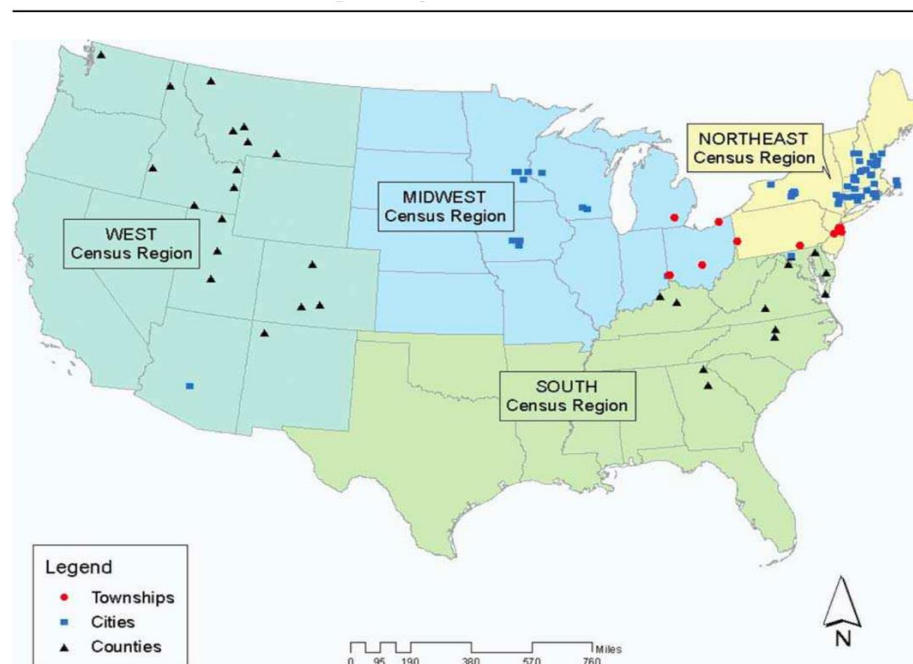 NORTHEAST
Census Region
MIDWEST
Census Region
WEST
Census Region
SOUTH
Census Region
Legend
Townships
Cities
Counties
N
Miles
0 95 190 380 570 760